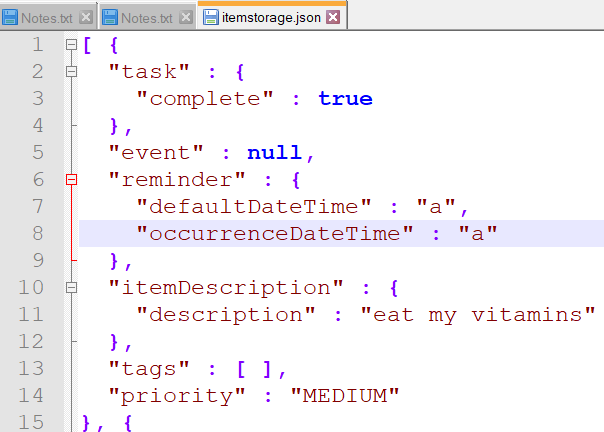 Notes.txt Notes.txt itemstorage.json
1 [ {
2 "task" : {
3 "complete" : true
4 },
5 "event" : null,
6 "reminder" : {
7 "defaultDateTime" : "a",
8 "occurrenceDateTime" : "a"
9 },
10 "itemDescription" : {
11 "description" : "eat my vitamins"
12 },
13 "tags" : [ ],
14 "priority" : "MEDIUM"
15 }, {